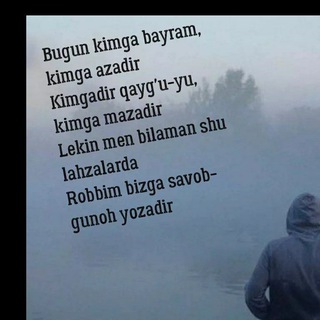 Bugun kimga bayram,
kimga azadir
Kimgadir qayg'u-yu,
kimga mazadir
Lekin men bilaman shu
lahzalarda
Robbim bizga savob-
gunoh yozadir